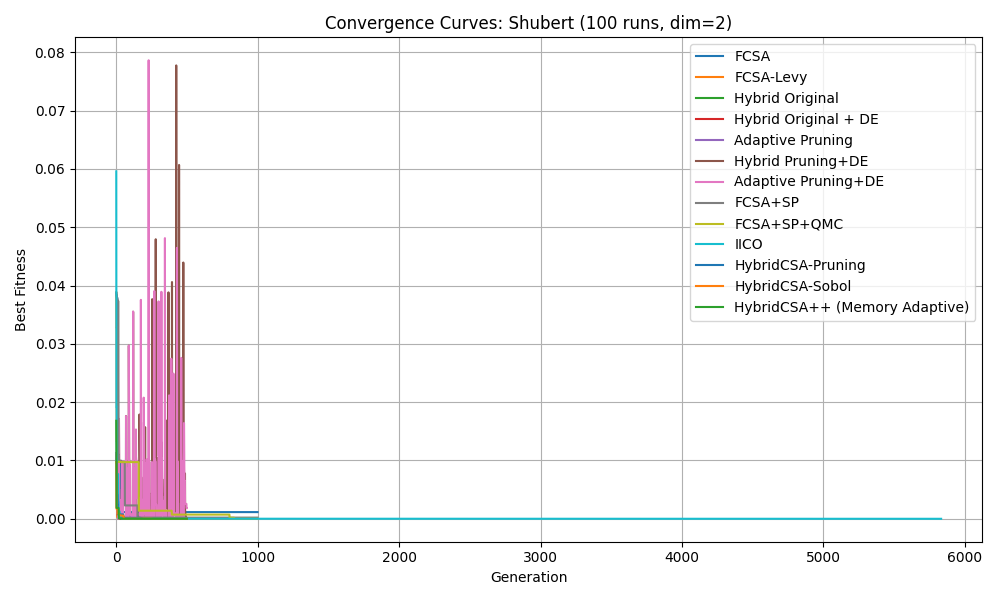 Convergence Curves: Shubert (100 runs, dim=2)
0.08
0.07
0.06
0.05
0.04
0.03
0.02
0.01
0.00
Best Fitness
FCSA
FCSA-Levy
Hybrid Original
Hybrid Original + DE
Adaptive Pruning
Hybrid Pruning+DE
Adaptive Pruning+DE
FCSA+SP
FCSA+SP+QMC
IICO
HybridCSA-Pruning
HybridCSA-Sobol
HybridCSA++ (Memory Adaptive)
0 1000 2000 3000 4000 5000 6000
Generation